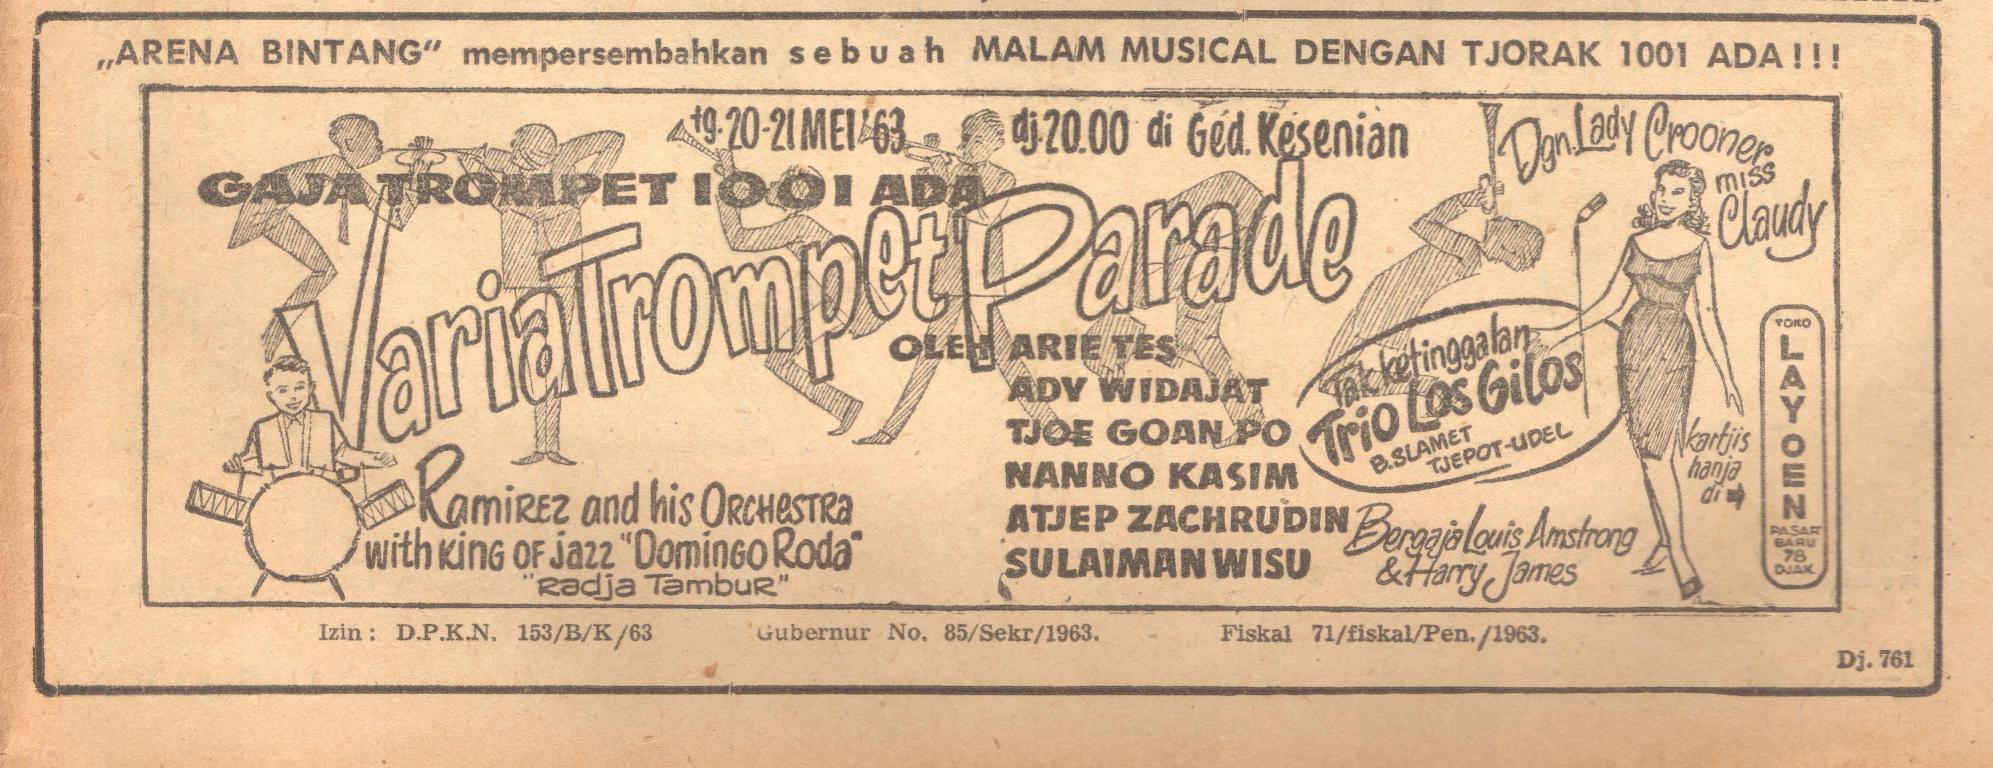 „ARENA BINTANG“ mempersembahkan sebuah MALAM MUSICAL DENGAN TJORAK 1001 ADA!!!
tg. 20-21 MEI '63 dj. 20.00 di Ged. Kesenian
GAJA TROMPET 1001 ADA
Varia Trompet Parade
OLEH ARIE TES
ADY WIDAJAT
TJOE GOAN PO
NANNO KASIM
ATJEP ZACHRUDIN
SULAIMAN WISU
Dgn. Lady Crooner
miss
Claudy
Tak ketinggalan
Trio Los Gilos
B. SLAMET
TJEPOT-UDEL
Bergaja Louis Amstrong
& Harry James
Ramirez and his Orchestra
with king of jazz "Domingo Roda"
"Radja Tambur"
kartjis
hanja
di
TOKO
LAYOEN
PASAR
BARU
78
DJAK.
Izin : D.P.K.N. 153/B/K/63 Gubernur No. 85/Sekr/1963. Fiskal 71/fiskal/Pen./1963.
Dj. 761